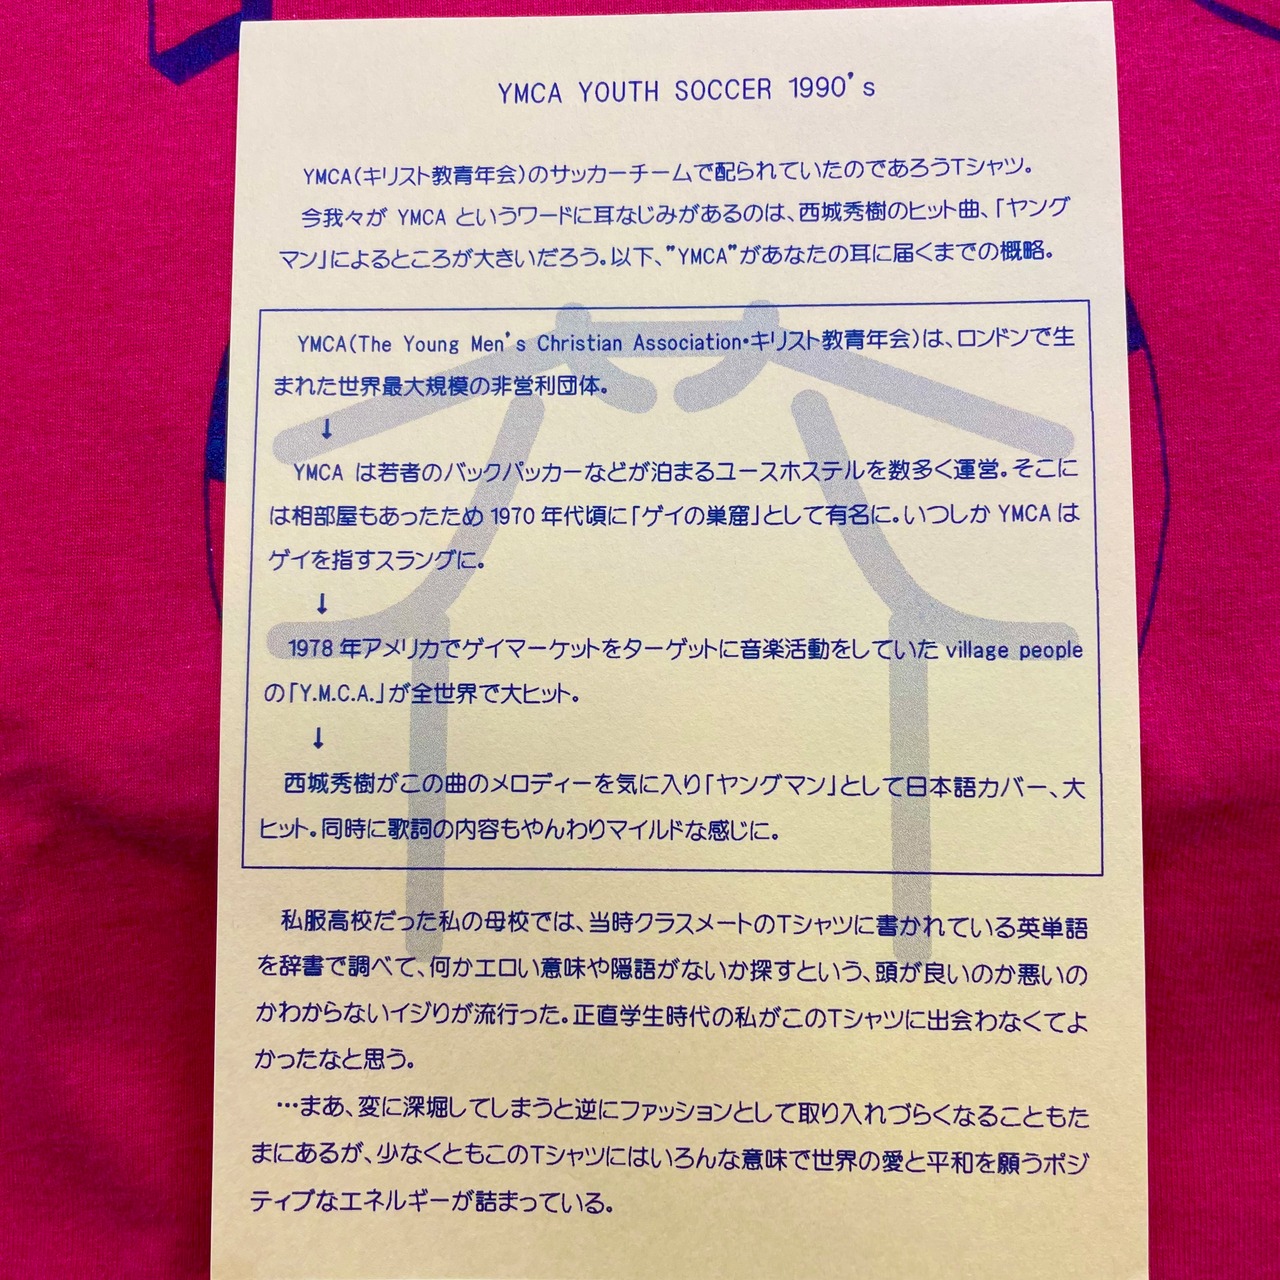 YMCA YOUTH SOCCER 1990's
YMCA(キリスト教青年会)のサッカーチームで配られていたのであろうTシャツ。
今我々が YMCA というワードに耳なじみがあるのは、西城秀樹のヒット曲、「ヤング
マン」によるところが大きいだろう。以下、"YMCA"があなたの耳に届くまでの概略。
YMCA(The Young Men's Christian Association・キリスト教青年会)は、ロンドンで生
まれた世界最大規模の非営利団体。
↓
YMCA は若者のバックパッカーなどが泊まるユースホステルを数多く運営。そこに
は相部屋もあったため 1970 年代頃に「ゲイの巣窟」として有名に。いつしか YMCA は
ゲイを指すスラングに。
↓
1978 年アメリカでゲイマーケットをターゲットに音楽活動をしていた village people
の「Y.M.C.A.」が全世界で大ヒット。
↓
西城秀樹がこの曲のメロディーを気に入り「ヤングマン」として日本語カバー、大
ヒット。同時に歌詞の内容もやんわりマイルドな感じに。
私服高校だった私の母校では、当時クラスメートのTシャツに書かれている英単語
を辞書で調べて、何かエロい意味や隠語がないか探すという、頭が良いのか悪いの
かわからないイジりが流行った。正直学生時代の私がこのTシャツに出会わなくてよ
かったなと思う。
…まあ、変に深堀してしまうと逆にファッションとして取り入れづらくなることもた
まにあるが、少なくともこのTシャツにはいろんな意味で世界の愛と平和を願うポジ
ティブなエネルギーが詰まっている。